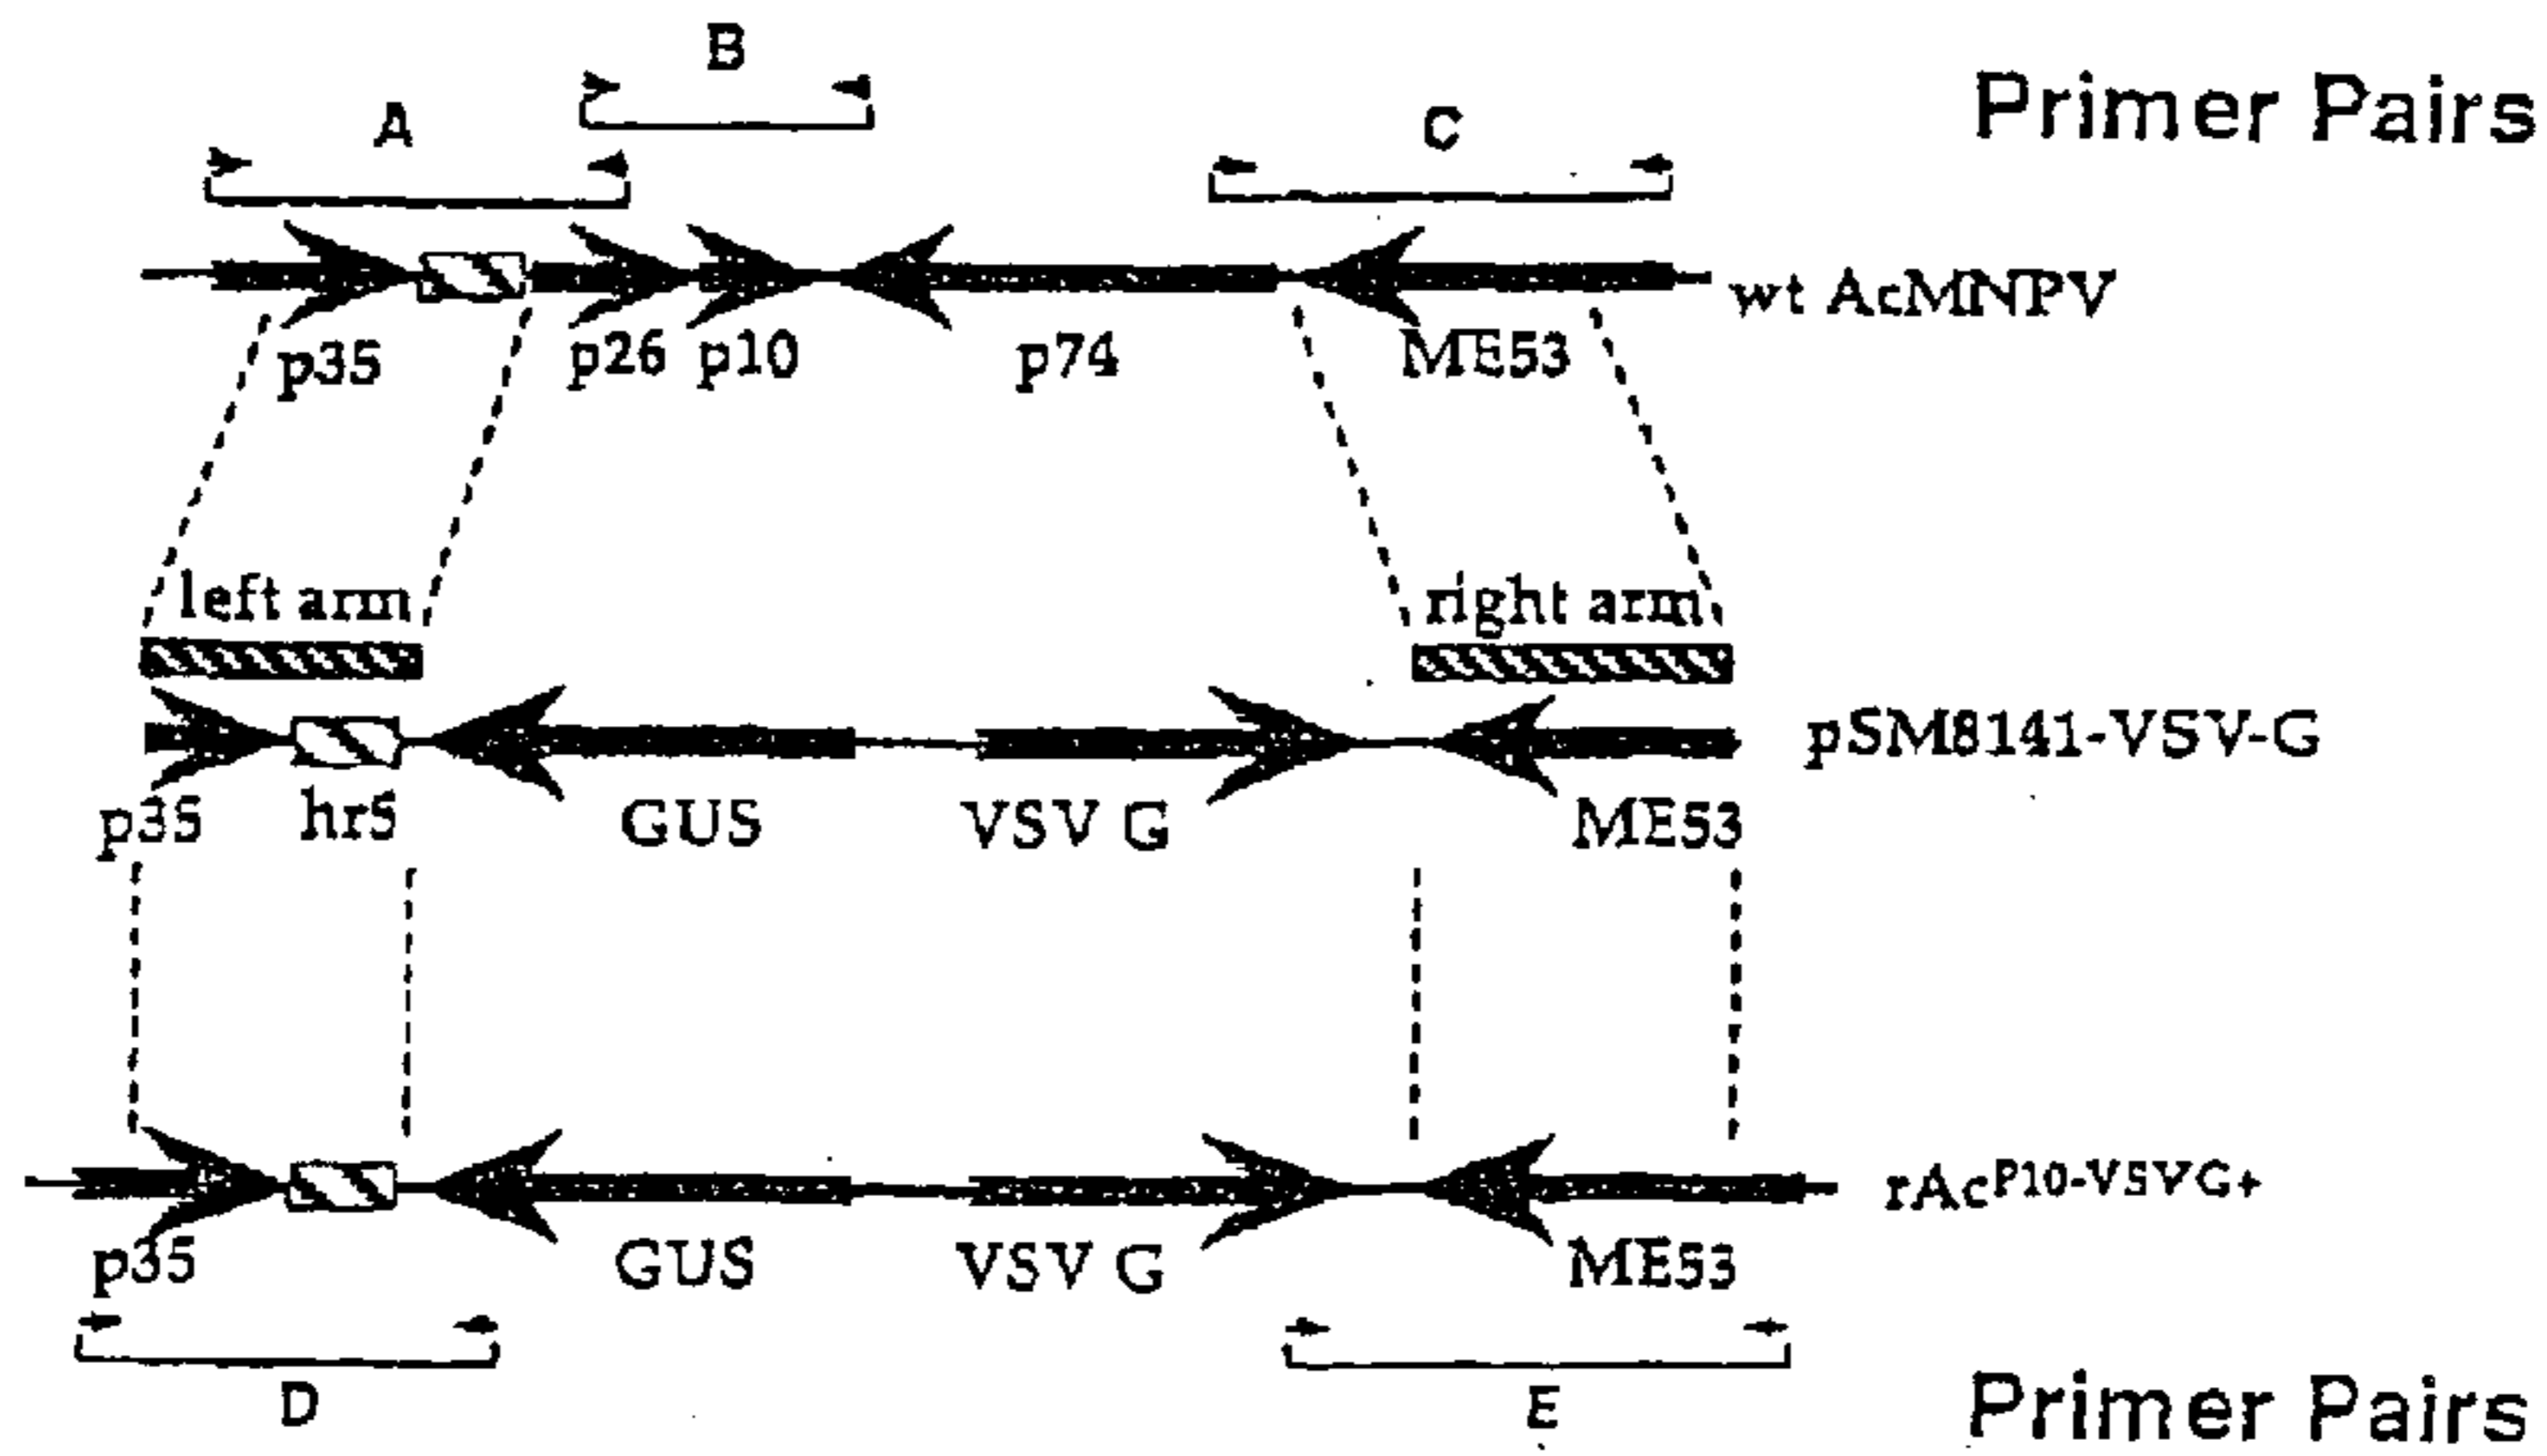 B
Primer Pairs
A
C
wt AcMNPV
p35
p26
p10
p74
ME53
left arm
right arm
pSM8141-VSV-G
p35
hr5
GUS
VSV G
ME53
rAcP10-VSVG+
p35
GUS
VSV G
ME53
D
E
Primer Pairs